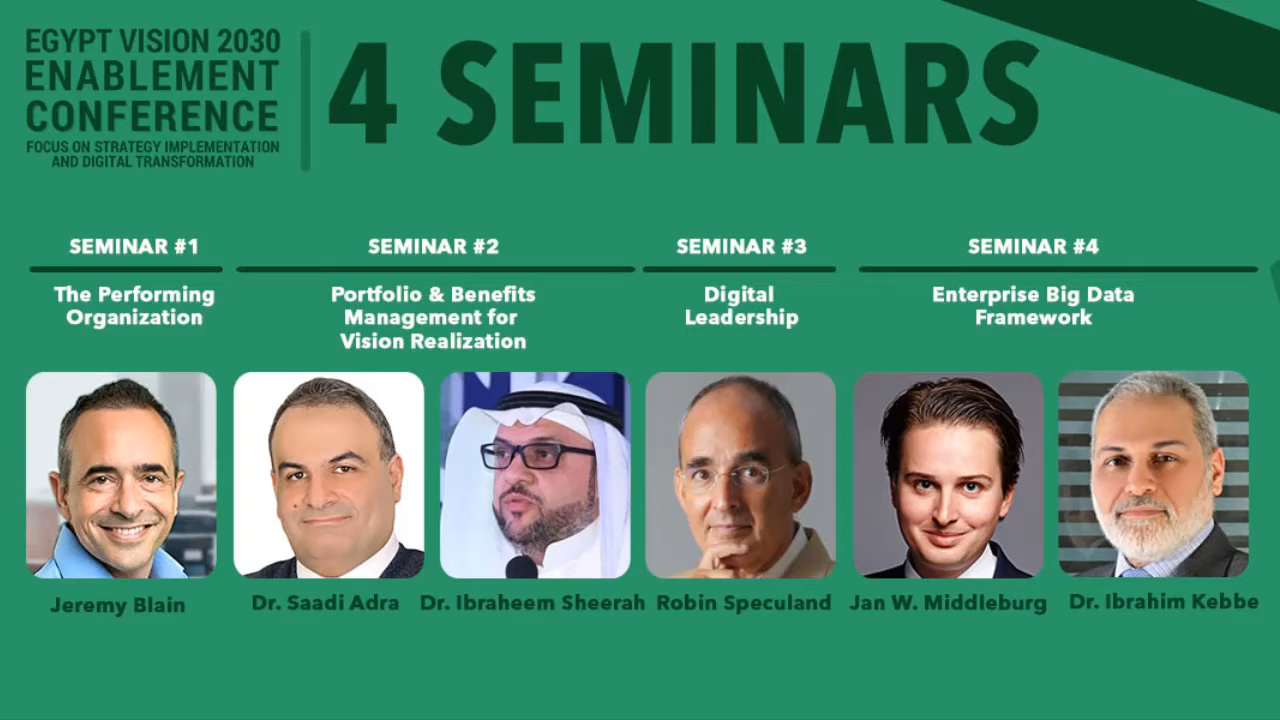 EGYPT VISION 2030
ENABLEMENT
CONFERENCE
FOCUS ON STRATEGY IMPLEMENTATION
AND DIGITAL TRANSFORMATION
4 SEMINARS
SEMINAR #1
The Performing
Organization
SEMINAR #2
Portfolio & Benefits
Management for
Vision Realization
SEMINAR #3
Digital
Leadership
SEMINAR #4
Enterprise Big Data
Framework
Jeremy Blain
Dr. Saadi Adra
Dr. Ibraheem Sheerah
Robin Speculand
Jan W. Middleburg
Dr. Ibrahim Kebbe